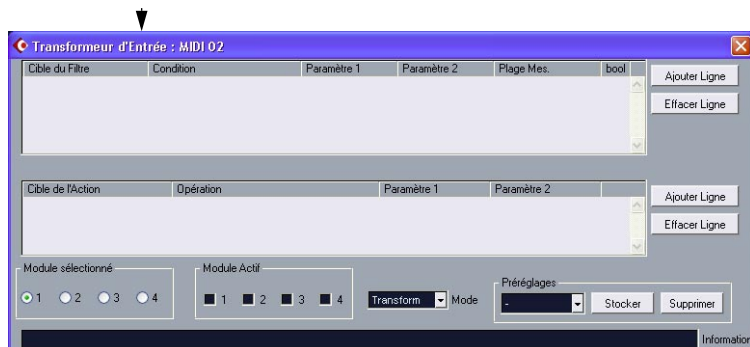 Transformeur d'Entrée : MIDI 02
Cible du Filtre Condition Paramètre 1 Paramètre 2 Plage Mes. bool
Ajouter Ligne
Effacer Ligne
Cible de l'Action Opération Paramètre 1 Paramètre 2
Ajouter Ligne
Effacer Ligne
Module sélectionné Module Actif Préréglages
1 2 3 4 1 2 3 4 Transform Mode - Stocker Supprimer
Information